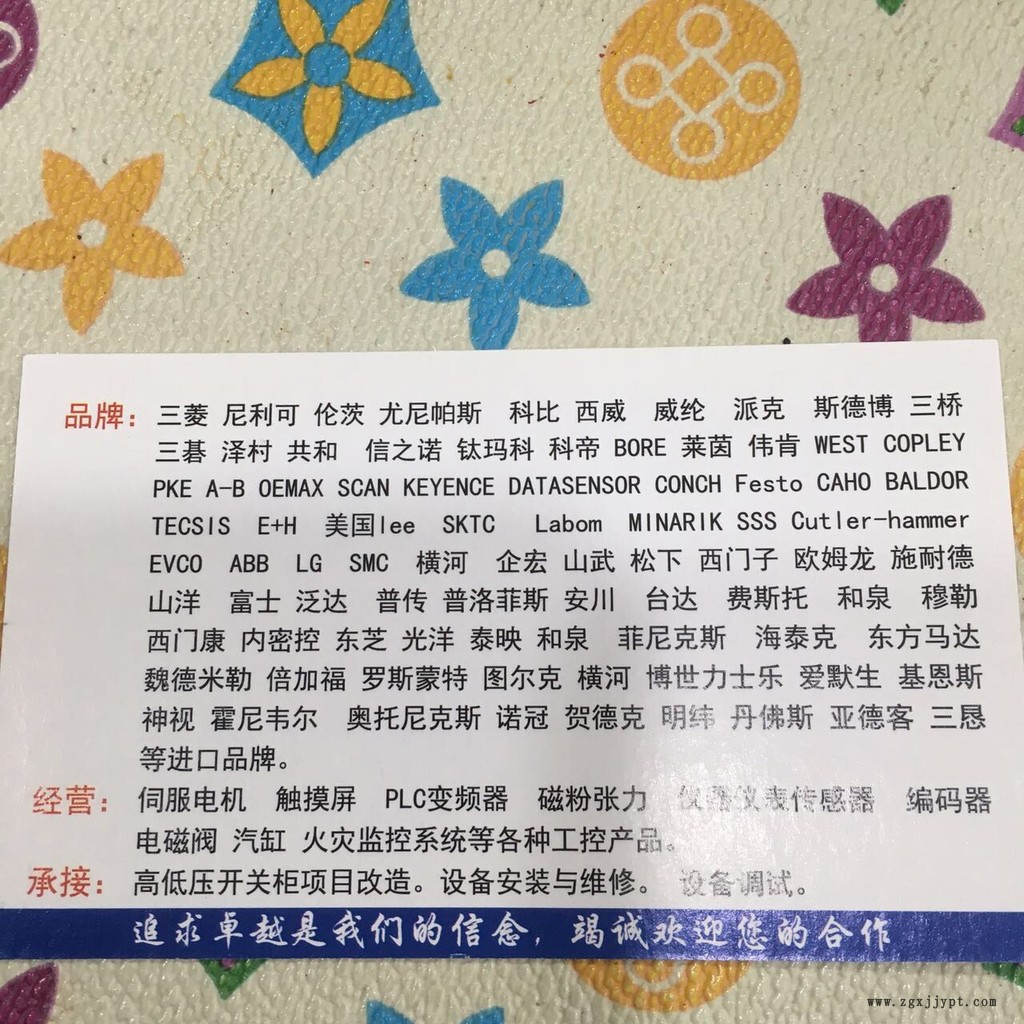 品牌：三菱 尼利可 伦茨 尤尼帕斯 科比 西威 威纶 派克 斯德博 三桥
三碁 泽村 共和 信之诺 钛玛科 科帝 BORE 莱茵 伟肯 WEST COPLEY
PKE A-B OEMAX SCAN KEYENCE DATASENSOR CONCH Festo CAHO BALDOR
TECSIS E+H 美国lee SKTC Labom MINARIK SSS Cutler-hammer
EVCO ABB LG SMC 横河 企宏 山武 松下 西门子 欧姆龙 施耐德
山洋 富士 泛达 普传 普洛菲斯 安川 台达 费斯托 和泉 穆勒
西门康 内密控 东芝 光洋 泰映 和泉 菲尼克斯 海泰克 东方马达
魏德米勒 倍加福 罗斯蒙特 图尔克 横河 博世力士乐 爱默生 基恩斯
神视 霍尼韦尔 奥托尼克斯 诺冠 贺德克 明纬 丹佛斯 亚德客 三恳
等进口品牌。
经营：伺服电机 触摸屏 PLC变频器 磁粉张力 仪器仪表传感器 编码器
电磁阀 汽缸 火灾监控系统等各种工控产品。
承接：高低压开关柜项目改造。设备安装与维修。 设备调试。
追求卓越是我们的信念，竭诚欢迎您的合作
www.zgxjjypt.com